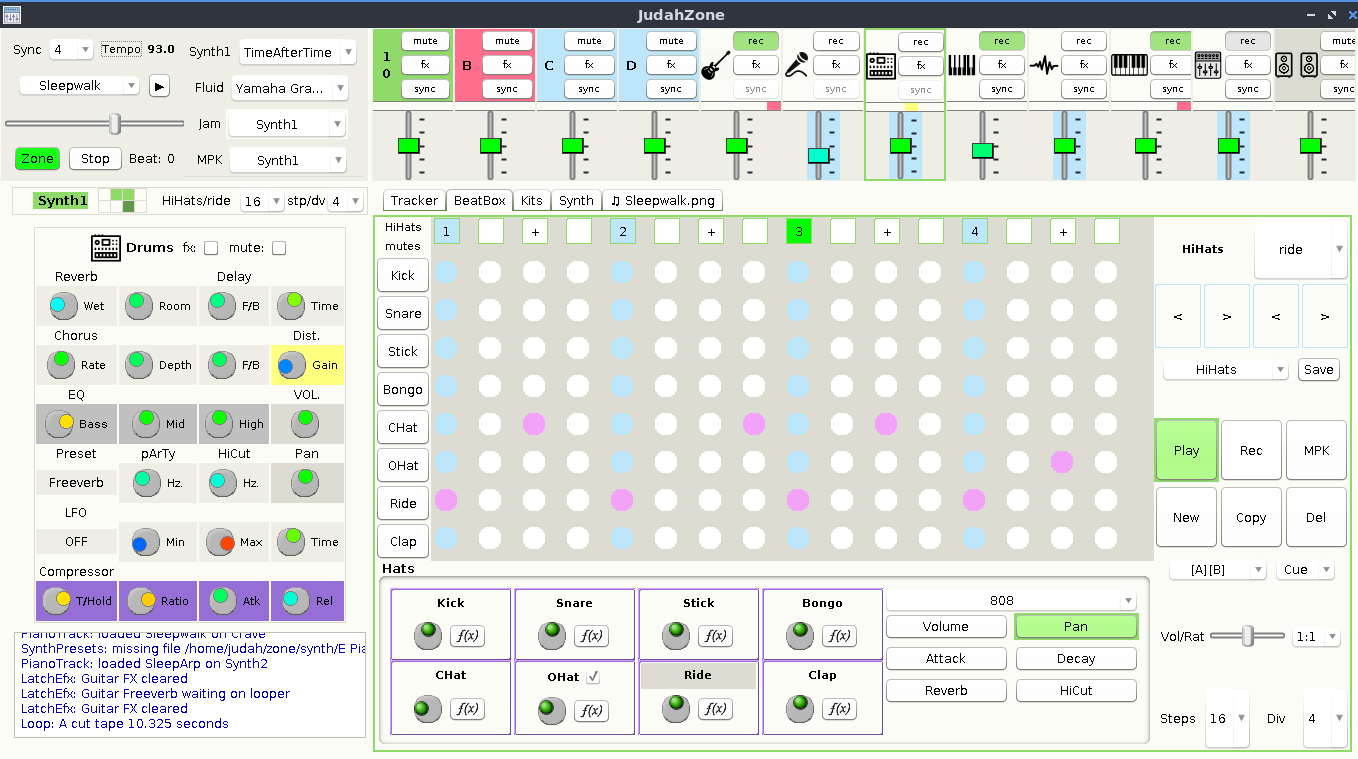 JudahZone
Sync 4 Tempo 93.0 Synth1 TimeAfterTime
Sleepwalk Fluid Yamaha Gra...
Jam Synth1
Zone Stop Beat: 0 MPK Synth1
1 0 mute fx sync
B mute fx sync
C mute fx sync
D mute fx sync
rec fx sync
rec fx sync
rec fx sync
rec fx sync
rec fx sync
rec fx sync
rec fx sync
mute fx sync
Synth1 HiHats/ride 16 stp/dv 4
Drums fx: mute:
Reverb Delay
Wet Room F/B Time
Chorus Dist.
Rate Depth F/B Gain
EQ VOL.
Bass Mid High
Preset pArTy HiCut Pan
Freeverb Hz. Hz.
LFO
OFF Min Max Time
Compressor
T/Hold Ratio Atk Rel
PianoTrack: loaded Sleepwalk on Crave
SynthPresets: missing file /home/judah/zone/synth/E Pia
PianoTrack: loaded SleepArp on Synth2
LatchEfx: Guitar FX cleared
LatchEfx: Guitar Freeverb waiting on looper
LatchEfx: Guitar FX cleared
Loop: A cut tape 10.325 seconds
Tracker BeatBox Kits Synth ♫ Sleepwalk.png
HiHats
mutes
1 + 2 + 3 + 4 +
Kick
Snare
Stick
Bongo
CHat
OHat
Ride
Clap
Hats
Kick f(x) Snare f(x) Stick f(x) Bongo f(x)
CHat f(x) OHat ✓ f(x) Ride f(x) Clap f(x)
808
Volume Pan
Attack Decay
Reverb HiCut
HiHats ride
< > < >
HiHats Save
Play Rec MPK
New Copy Del
[A][B] Cue
Vol/Rat 1:1
Steps 16 Div 4